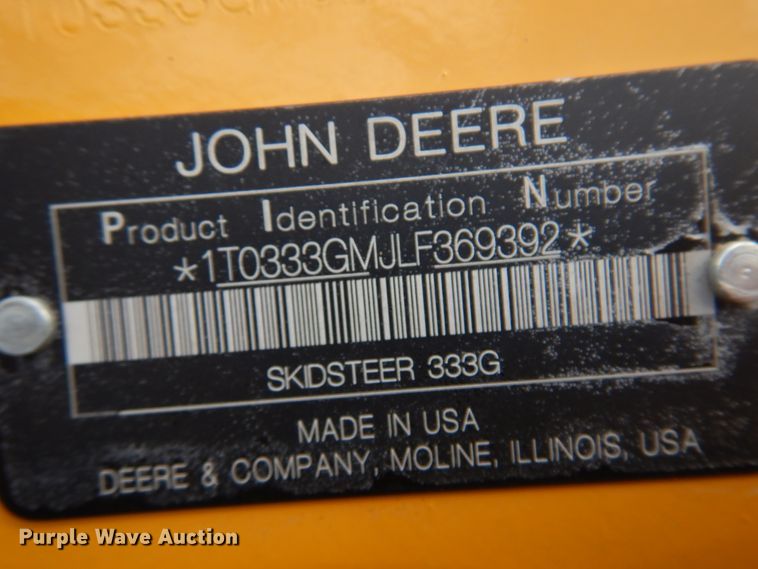 JOHN DEERE
Product Identification Number
*1T0333GMJLF369392*
SKIDSTEER 333G
MADE IN USA
DEERE & COMPANY, MOLINE, ILLINOIS, USA
Purple Wave Auction